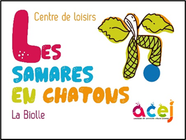 Centre de loisirs
Les
SAMARES
EN CHATONS
La Biolle
acej